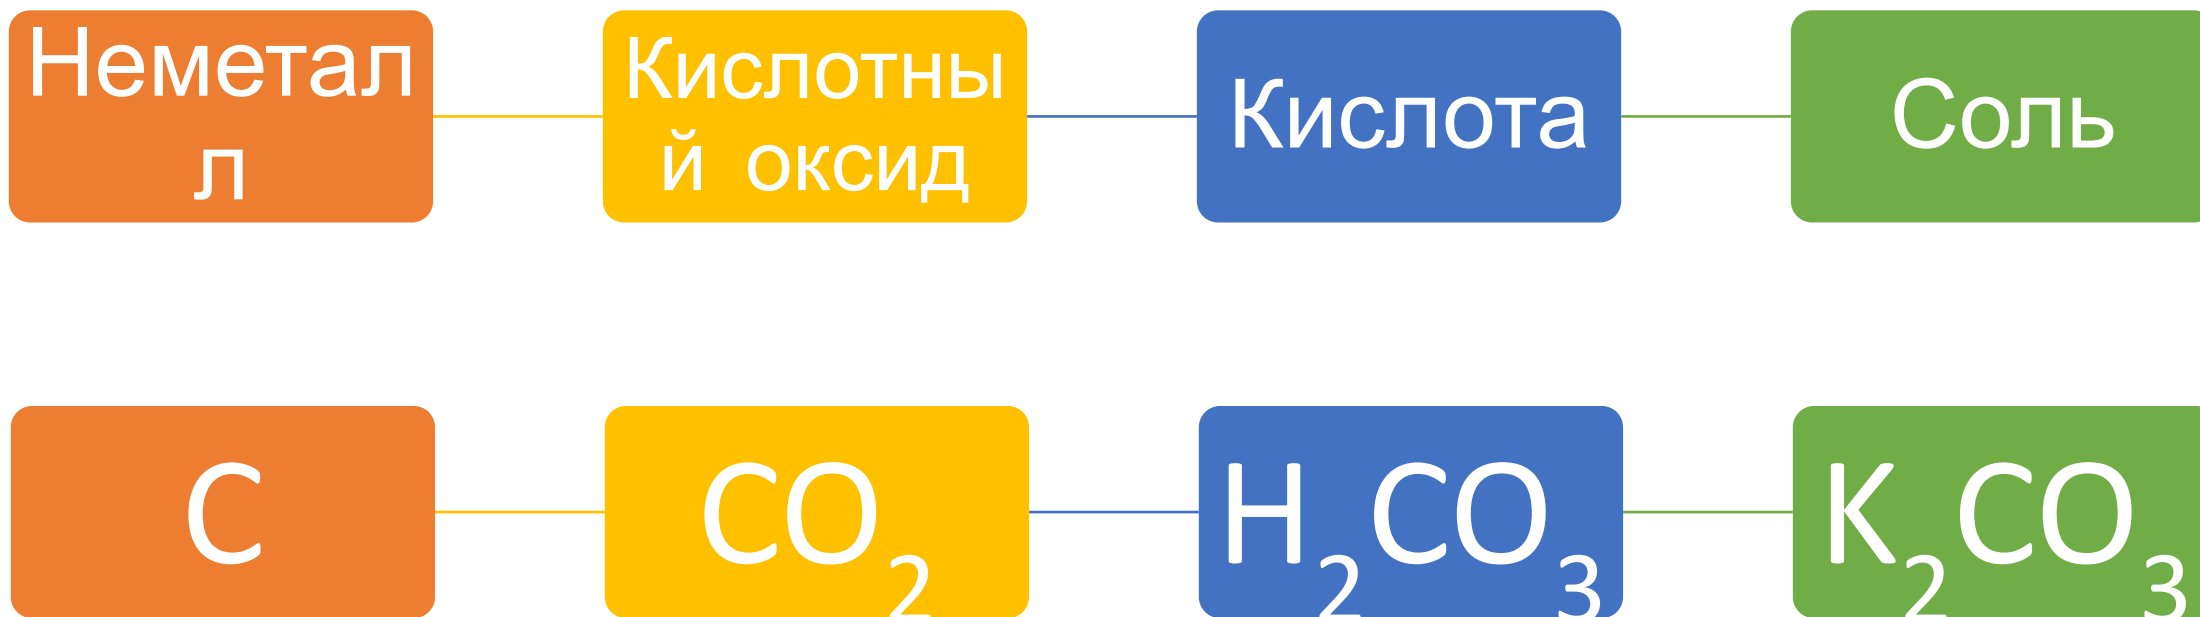 Неметал
л
Кислотны
й оксид
Кислота
Соль
C
CO2
H2CO3
K2CO3